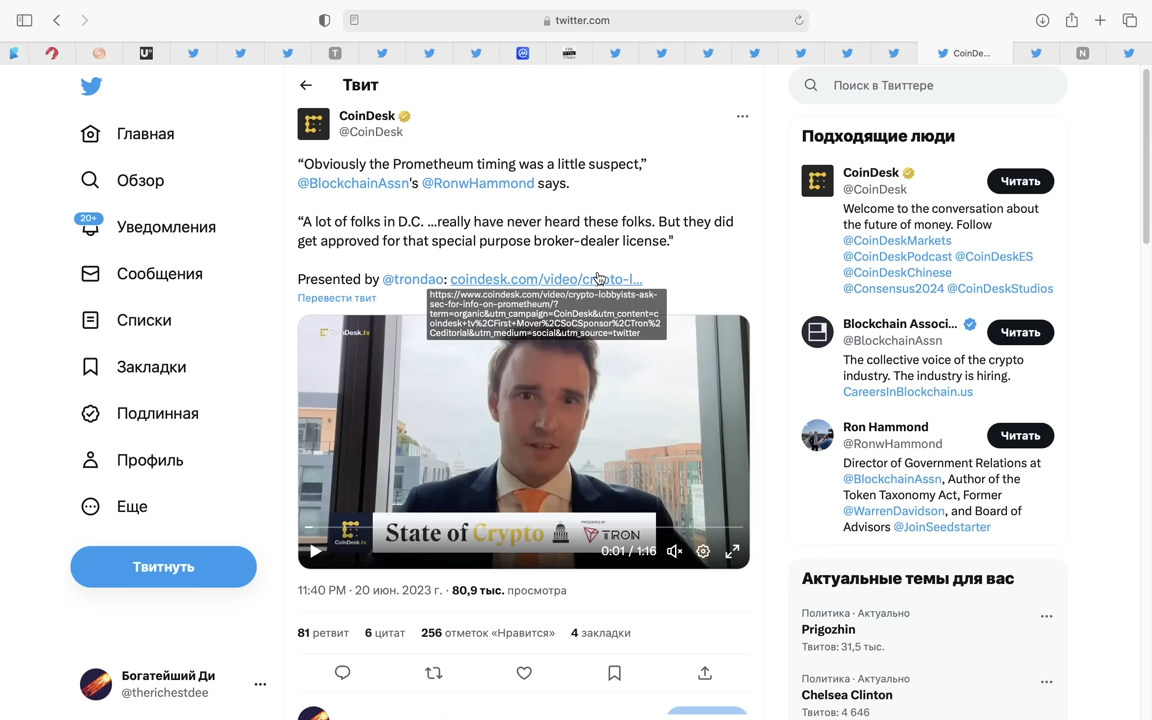 twitter.com
U
T
CoinDe...
N
Главная
Обзор
20+
Уведомления
Сообщения
Списки
Закладки
Подлинная
Профиль
Еще
Твитнуть
Богатейший Ди
@therichestdee
Твит
CoinDesk
@CoinDesk
“Obviously the Prometheum timing was a little suspect,”
@BlockchainAssn's @RonwHammond says.
“A lot of folks in D.C. ...really have never heard these folks. But they did
get approved for that special purpose broker-dealer license."
Presented by @trondao: coindesk.com/video/crypto-l...
Перевести твит
https://www.coindesk.com/video/crypto-lobbyists-ask-
sec-for-info-on-prometheum/?
term=organic&utm_campaign=CoinDesk&utm_content=c
oindesk+tv%2CFirst+Mover%2CSoCSponsor%2CTron%2
Ceditorial&utm_medium=social&utm_source=twitter
CoinDesk.tv
CoinDesk.tv
State of Crypto
PRESENTED BY
TRON
0:01 / 1:16
11:40 PM · 20 июн. 2023 г. · 80,9 тыс. просмотра
81 ретвит 6 цитат 256 отметок «Нравится» 4 закладки
Поиск в Твиттере
Подходящие люди
CoinDesk
@CoinDesk
Читать
Welcome to the conversation about
the future of money. Follow
@CoinDeskMarkets
@CoinDeskPodcast @CoinDeskES
@CoinDeskChinese
@Consensus2024 @CoinDeskStudios
Blockchain Associ...
@BlockchainAssn
Читать
The collective voice of the crypto
industry. The industry is hiring.
CareersInBlockchain.us
Ron Hammond
@RonwHammond
Читать
Director of Government Relations at
@BlockchainAssn, Author of the
Token Taxonomy Act, Former
@WarrenDavidson, and Board of
Advisors @JoinSeedstarter
Актуальные темы для вас
Политика · Актуально
Prigozhin
Твитов: 31,5 тыс.
Политика · Актуально
Chelsea Clinton
Твитов: 4 646